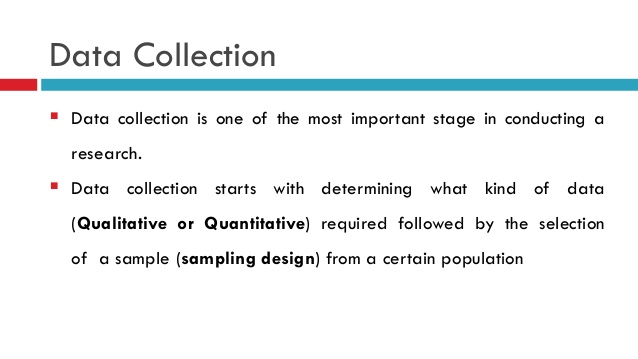 Data Collection
Data collection is one of the most important stage in conducting a
research.
Data collection starts with determining what kind of data
(Qualitative or Quantitative) required followed by the selection
of a sample (sampling design) from a certain population